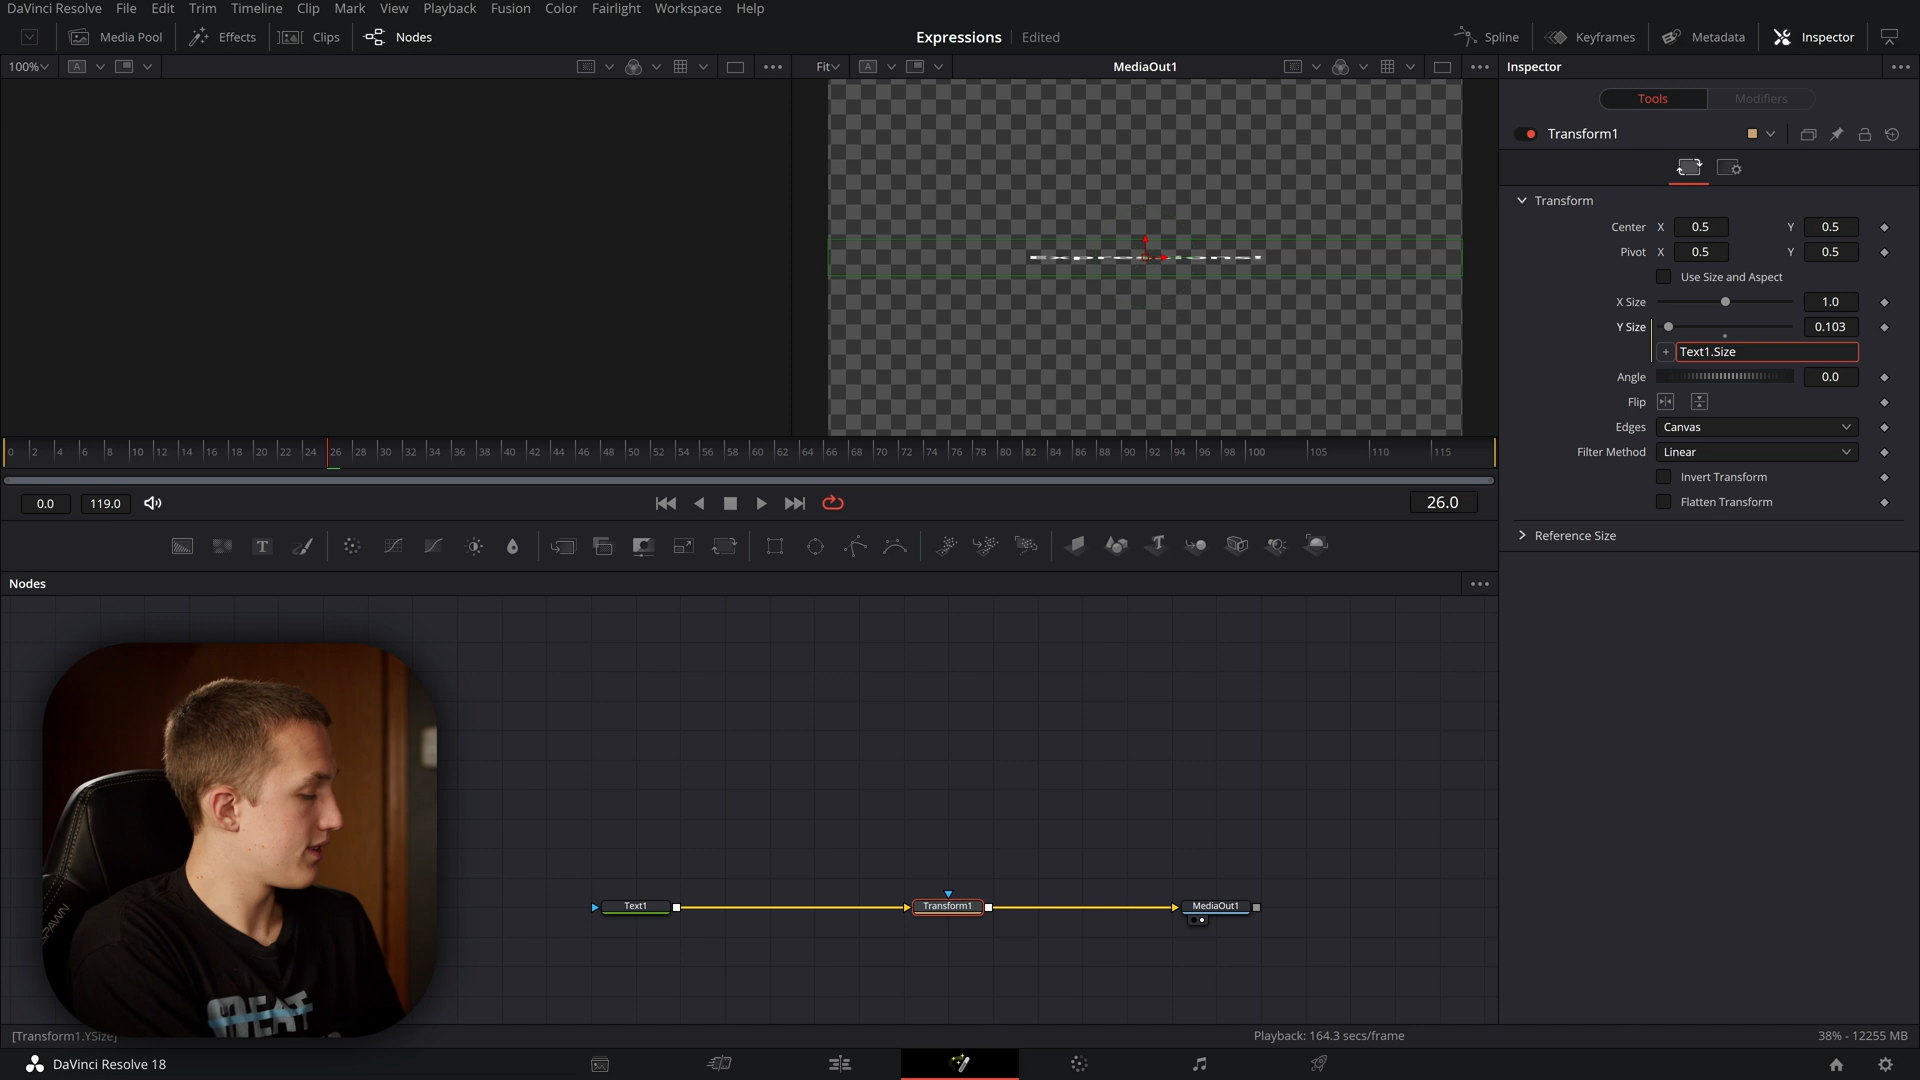 DaVinci Resolve File Edit Trim Timeline Clip Mark View Playback Fusion Color Fairlight Workspace Help
Media Pool Effects Clips Nodes Expressions Edited Spline Keyframes Metadata Inspector
100% A Fit A MediaOut1 Inspector
Tools Modifiers
Transform1
Transform
Center X 0.5 Y 0.5
Pivot X 0.5 Y 0.5
Use Size and Aspect
X Size 1.0
Y Size 0.103
+ Text1.Size
Angle 0.0
Flip
Edges Canvas
Filter Method Linear
Invert Transform
Flatten Transform
Reference Size
0 2 4 6 8 10 12 14 16 18 20 22 24 26 28 30 32 34 36 38 40 42 44 46 48 50 52 54 56 58 60 62 64 66 68 70 72 74 76 78 80 82 84 86 88 90 92 94 96 98 100 105 110 115
0.0 119.0 26.0
T T
Nodes
Text1 Transform1 MediaOut1
SPAWN
MEAT
[Transform1.YSize] Playback: 164.3 secs/frame 38% - 12255 MB
DaVinci Resolve 18